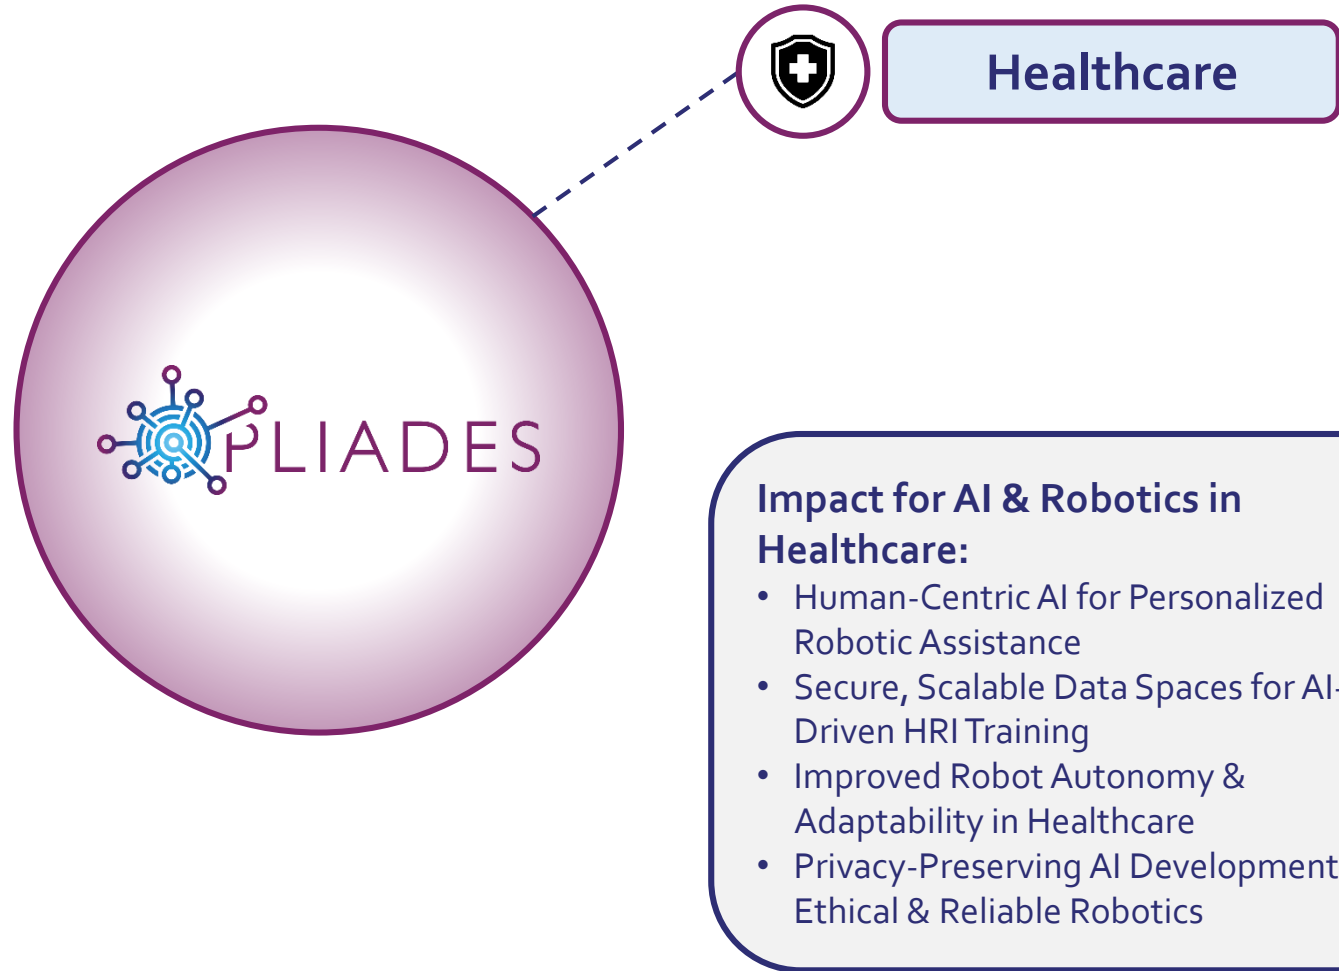 Healthcare
PLIADES
Impact for AI & Robotics in
Healthcare:
• Human-Centric AI for Personalized
Robotic Assistance
• Secure, Scalable Data Spaces for AI-
Driven HRI Training
• Improved Robot Autonomy &
Adaptability in Healthcare
• Privacy-Preserving AI Development
Ethical & Reliable Robotics